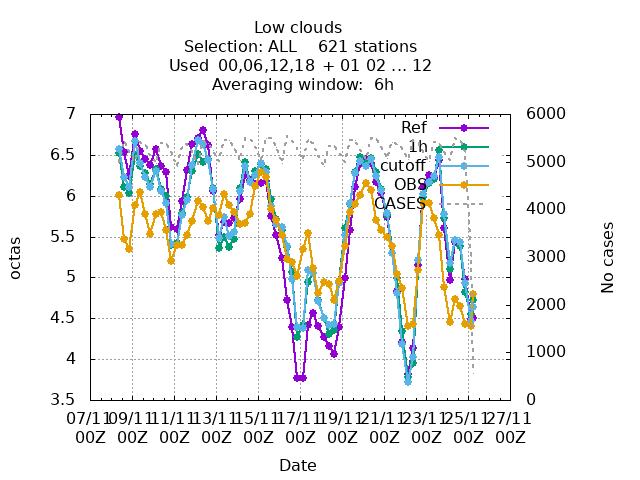 Low clouds
Selection: ALL    621 stations
Used  00,06,12,18 + 01 02 ... 12
Averaging window:  6h
7
6.5
6
5.5
5
4.5
4
3.5
octas
6000
5000
4000
3000
2000
1000
0
No cases
Ref
1h
cutoff
OBS
CASES
07/11 09/11 11/11 13/11 15/11 17/11 19/11 21/11 23/11 25/11 27/11
00Z 00Z 00Z 00Z 00Z 00Z 00Z 00Z 00Z 00Z 00Z
Date